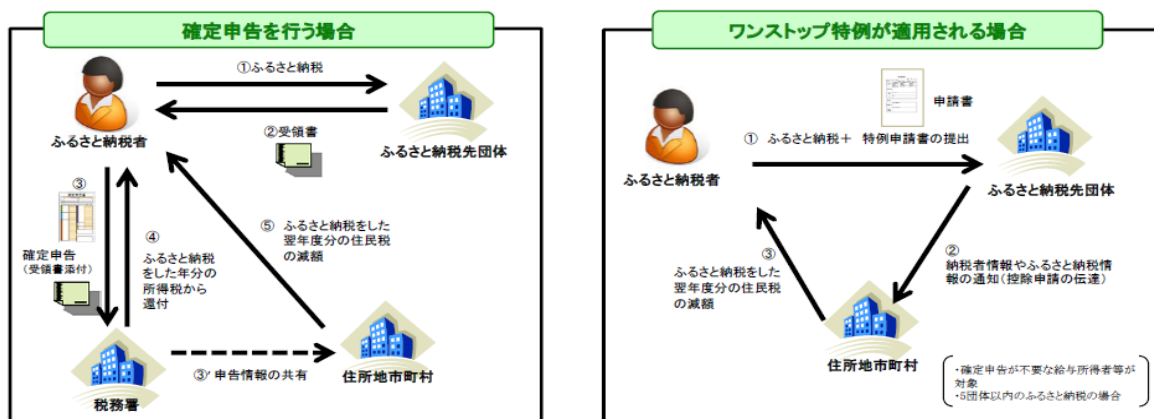 確定申告を行う場合
①ふるさと納税
ふるさと納税者
②受領書
ふるさと納税先団体
③
確定申告
(受領書添付)
④
ふるさと納税
をした年分の
所得税から
還付
⑤ ふるさと納税をした
翌年度分の住民税
の減額
税務署
③’申告情報の共有
住所地市町村
ワンストップ特例が適用される場合
申請書
① ふるさと納税+ 特例申請書の提出
ふるさと納税者
ふるさと納税先団体
②
納税者情報やふるさと納税情
報の通知(控除申請の伝達)
③
ふるさと納税をした
翌年度分の住民税
の減額
住所地市町村
・確定申告が不要な給与所得者等が
対象
・5団体以内のふるさと納税の場合